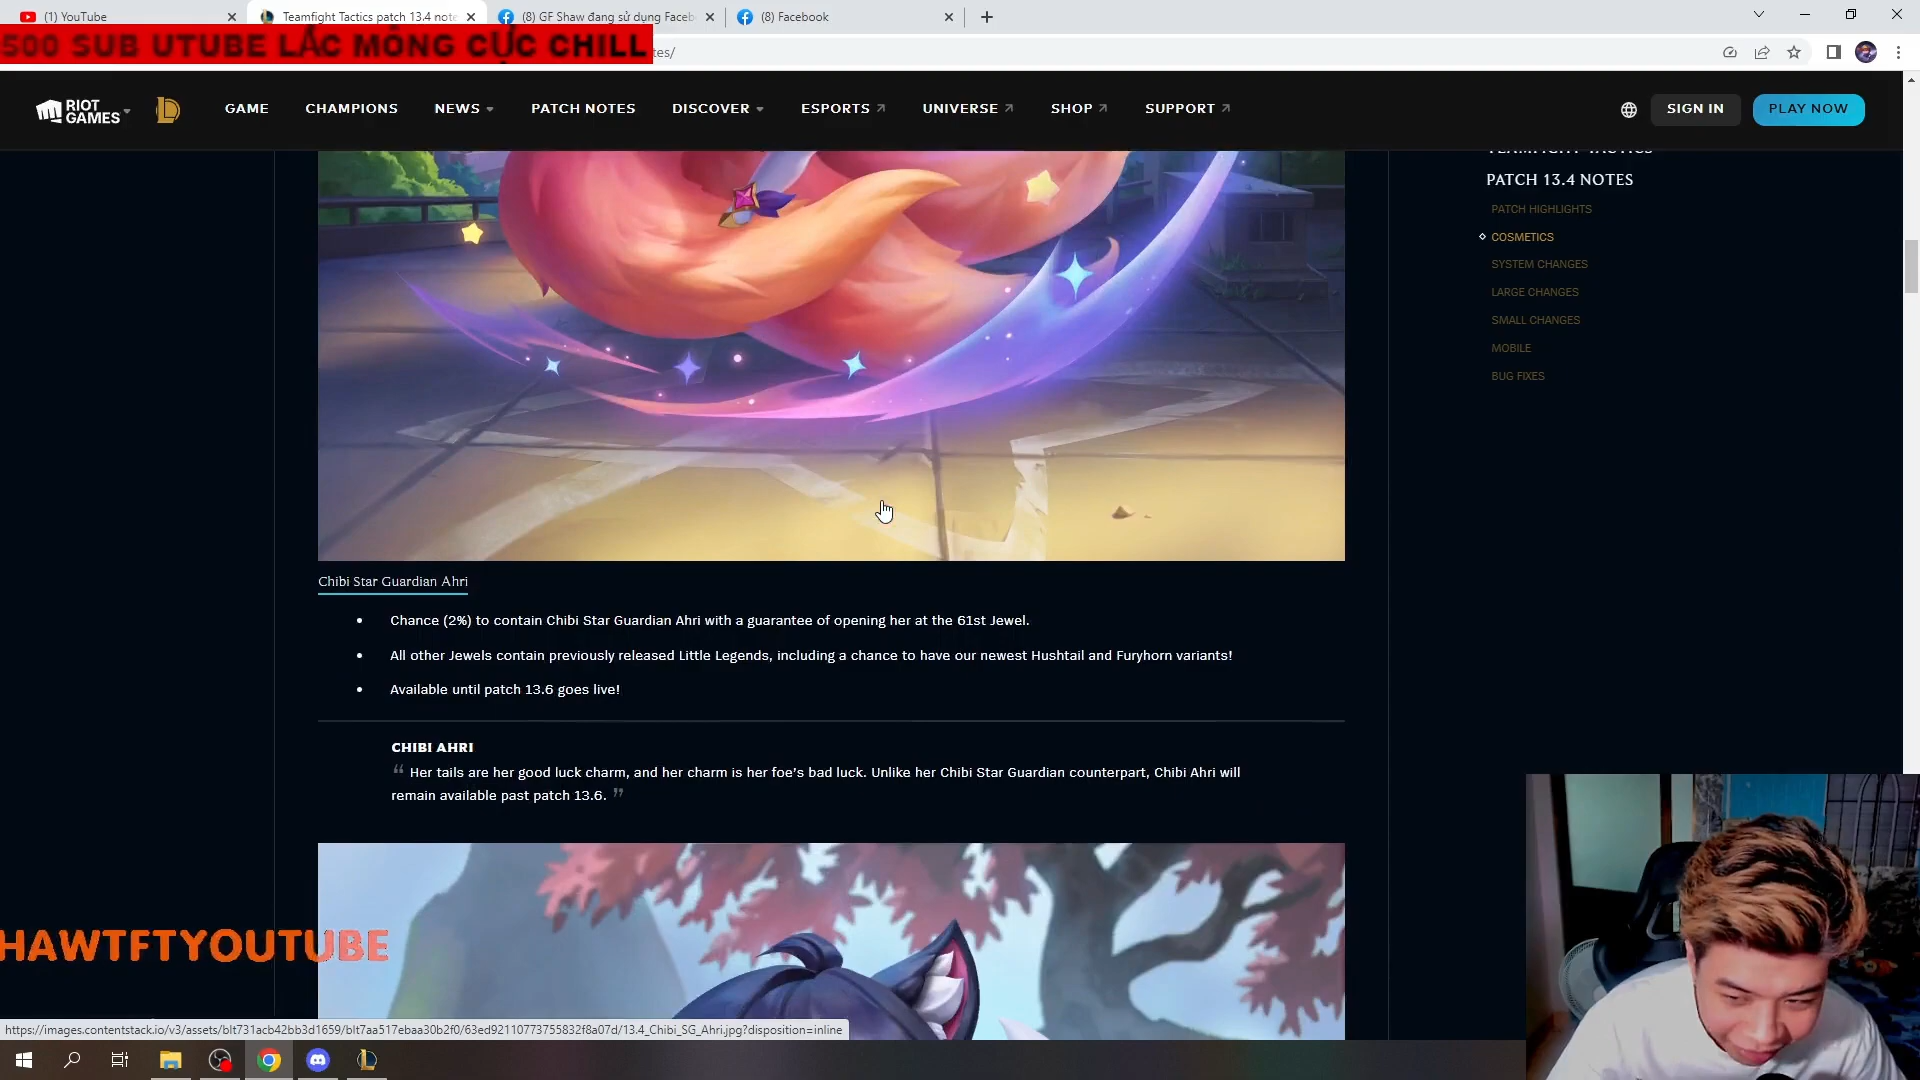 (1) YouTube
Teamfight Tactics patch 13.4 note
(8) GF Shaw đang sử dụng Faceb
(8) Facebook
500 SUB UTUBE LẮC MÔNG CỰC CHILL
tes/
RIOT GAMES
GAME
CHAMPIONS
NEWS
PATCH NOTES
DISCOVER
ESPORTS
UNIVERSE
SHOP
SUPPORT
SIGN IN
PLAY NOW
TEAMFIGHT TACTICS
PATCH 13.4 NOTES
PATCH HIGHLIGHTS
COSMETICS
SYSTEM CHANGES
LARGE CHANGES
SMALL CHANGES
MOBILE
BUG FIXES
Chibi Star Guardian Ahri
• Chance (2%) to contain Chibi Star Guardian Ahri with a guarantee of opening her at the 61st Jewel.
• All other Jewels contain previously released Little Legends, including a chance to have our newest Hushtail and Furyhorn variants!
• Available until patch 13.6 goes live!
CHIBI AHRI
“ Her tails are her good luck charm, and her charm is her foe’s bad luck. Unlike her Chibi Star Guardian counterpart, Chibi Ahri will
remain available past patch 13.6. ”
HAWTFTYOUTUBE
https://images.contentstack.io/v3/assets/blt731acb42bb3d1659/blt7aa517ebaa30b2f0/63ed92110773755832f8a07d/13.4_Chibi_SG_Ahri.jpg?disposition=inline